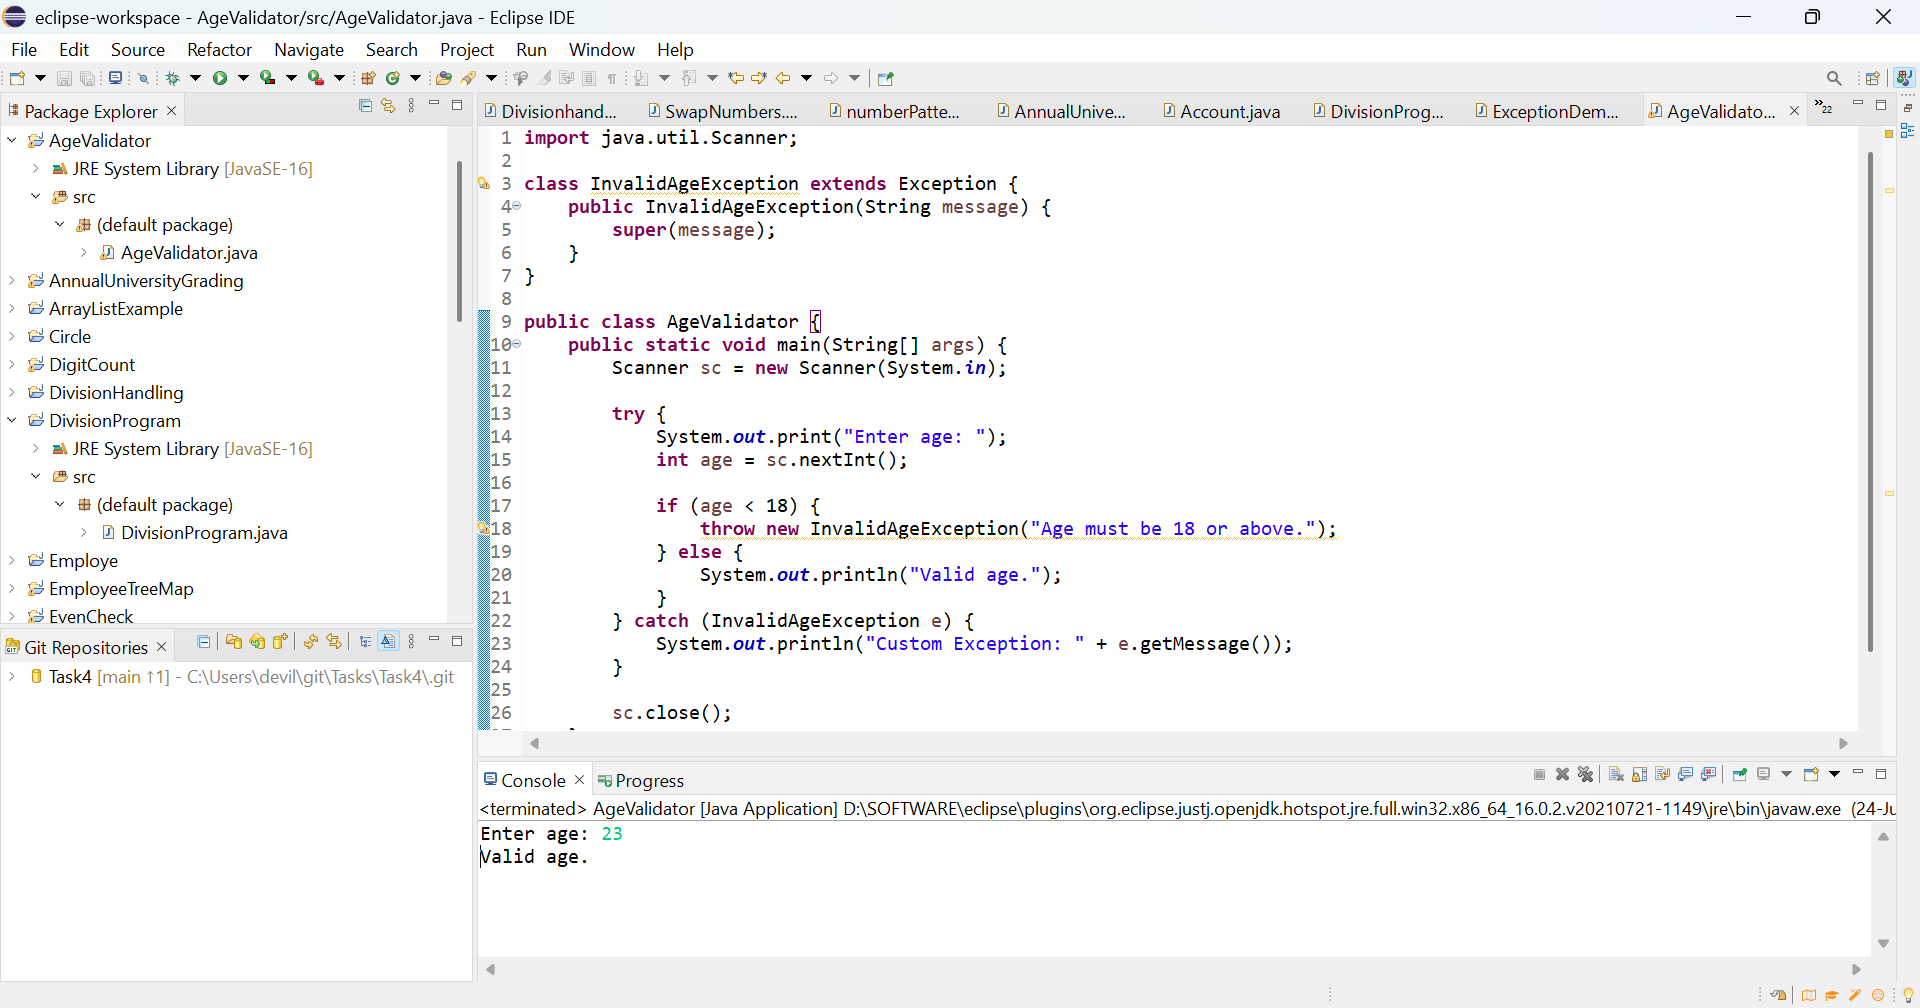 eclipse-workspace - AgeValidator/src/AgeValidator.java - Eclipse IDE
File Edit Source Refactor Navigate Search Project Run Window Help
Package Explorer
AgeValidator
JRE System Library [JavaSE-16]
src
(default package)
AgeValidator.java
AnnualUniversityGrading
ArrayListExample
Circle
DigitCount
DivisionHandling
DivisionProgram
JRE System Library [JavaSE-16]
src
(default package)
DivisionProgram.java
Employe
EmployeeTreeMap
EvenCheck
Git Repositories
Task4 [main ↑1] - C:\Users\devil\git\Tasks\Task4\.git
Divisionhand... SwapNumbers.... numberPatte... AnnualUnive... Account.java DivisionProg... ExceptionDem... AgeValidato... »22
1 import java.util.Scanner;
2
3 class InvalidAgeException extends Exception {
4 public InvalidAgeException(String message) {
5 super(message);
6 }
7 }
8
9 public class AgeValidator {
10 public static void main(String[] args) {
11 Scanner sc = new Scanner(System.in);
12
13 try {
14 System.out.print("Enter age: ");
15 int age = sc.nextInt();
16
17 if (age < 18) {
18 throw new InvalidAgeException("Age must be 18 or above.");
19 } else {
20 System.out.println("Valid age.");
21 }
22 } catch (InvalidAgeException e) {
23 System.out.println("Custom Exception: " + e.getMessage());
24 }
25
26 sc.close();
Console Progress
<terminated> AgeValidator [Java Application] D:\SOFTWARE\eclipse\plugins\org.eclipse.justj.openjdk.hotspot.jre.full.win32.x86_64_16.0.2.v20210721-1149\jre\bin\javaw.exe (24-Ju
Enter age: 23
Valid age.